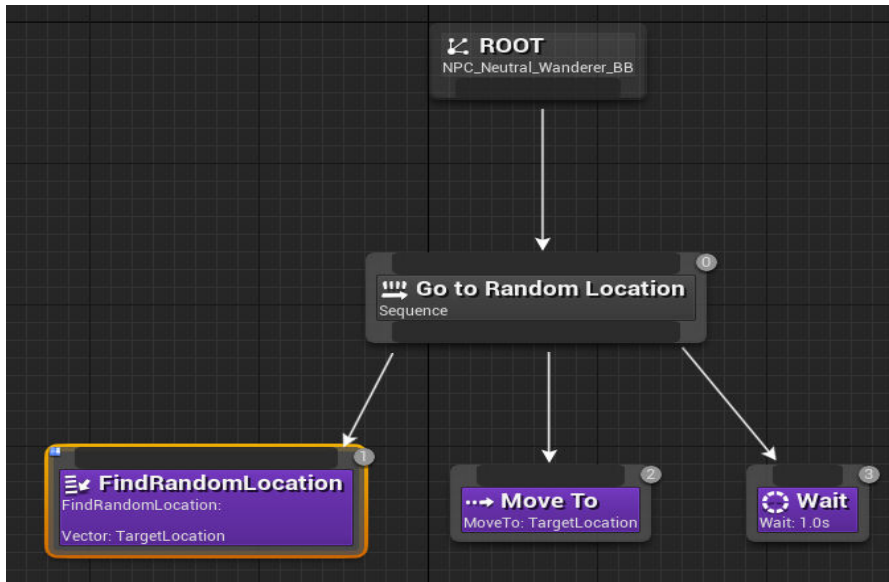 ROOT
NPC_Neutral_Wanderer_BB
0
Go to Random Location
Sequence
1
FindRandomLocation
FindRandomLocation:
Vector: TargetLocation
2
Move To
MoveTo: TargetLocation
3
Wait
Wait: 1.0s